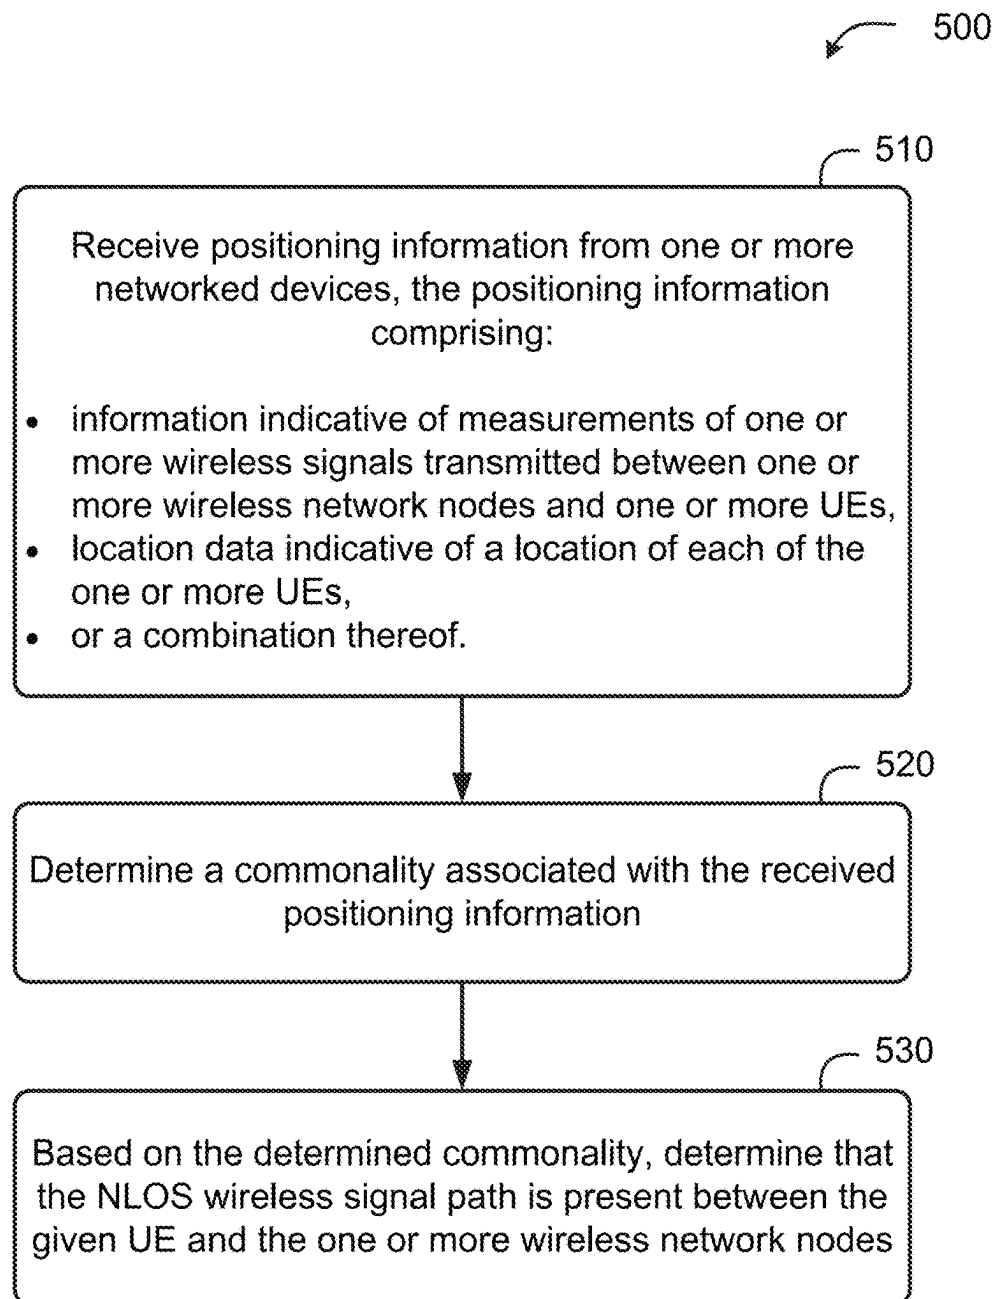 500
510
Receive positioning information from one or more
networked devices, the positioning information
comprising:
• information indicative of measurements of one or
more wireless signals transmitted between one or
more wireless network nodes and one or more UEs,
• location data indicative of a location of each of the
one or more UEs,
• or a combination thereof.
520
Determine a commonality associated with the received
positioning information
530
Based on the determined commonality, determine that
the NLOS wireless signal path is present between the
given UE and the one or more wireless network nodes